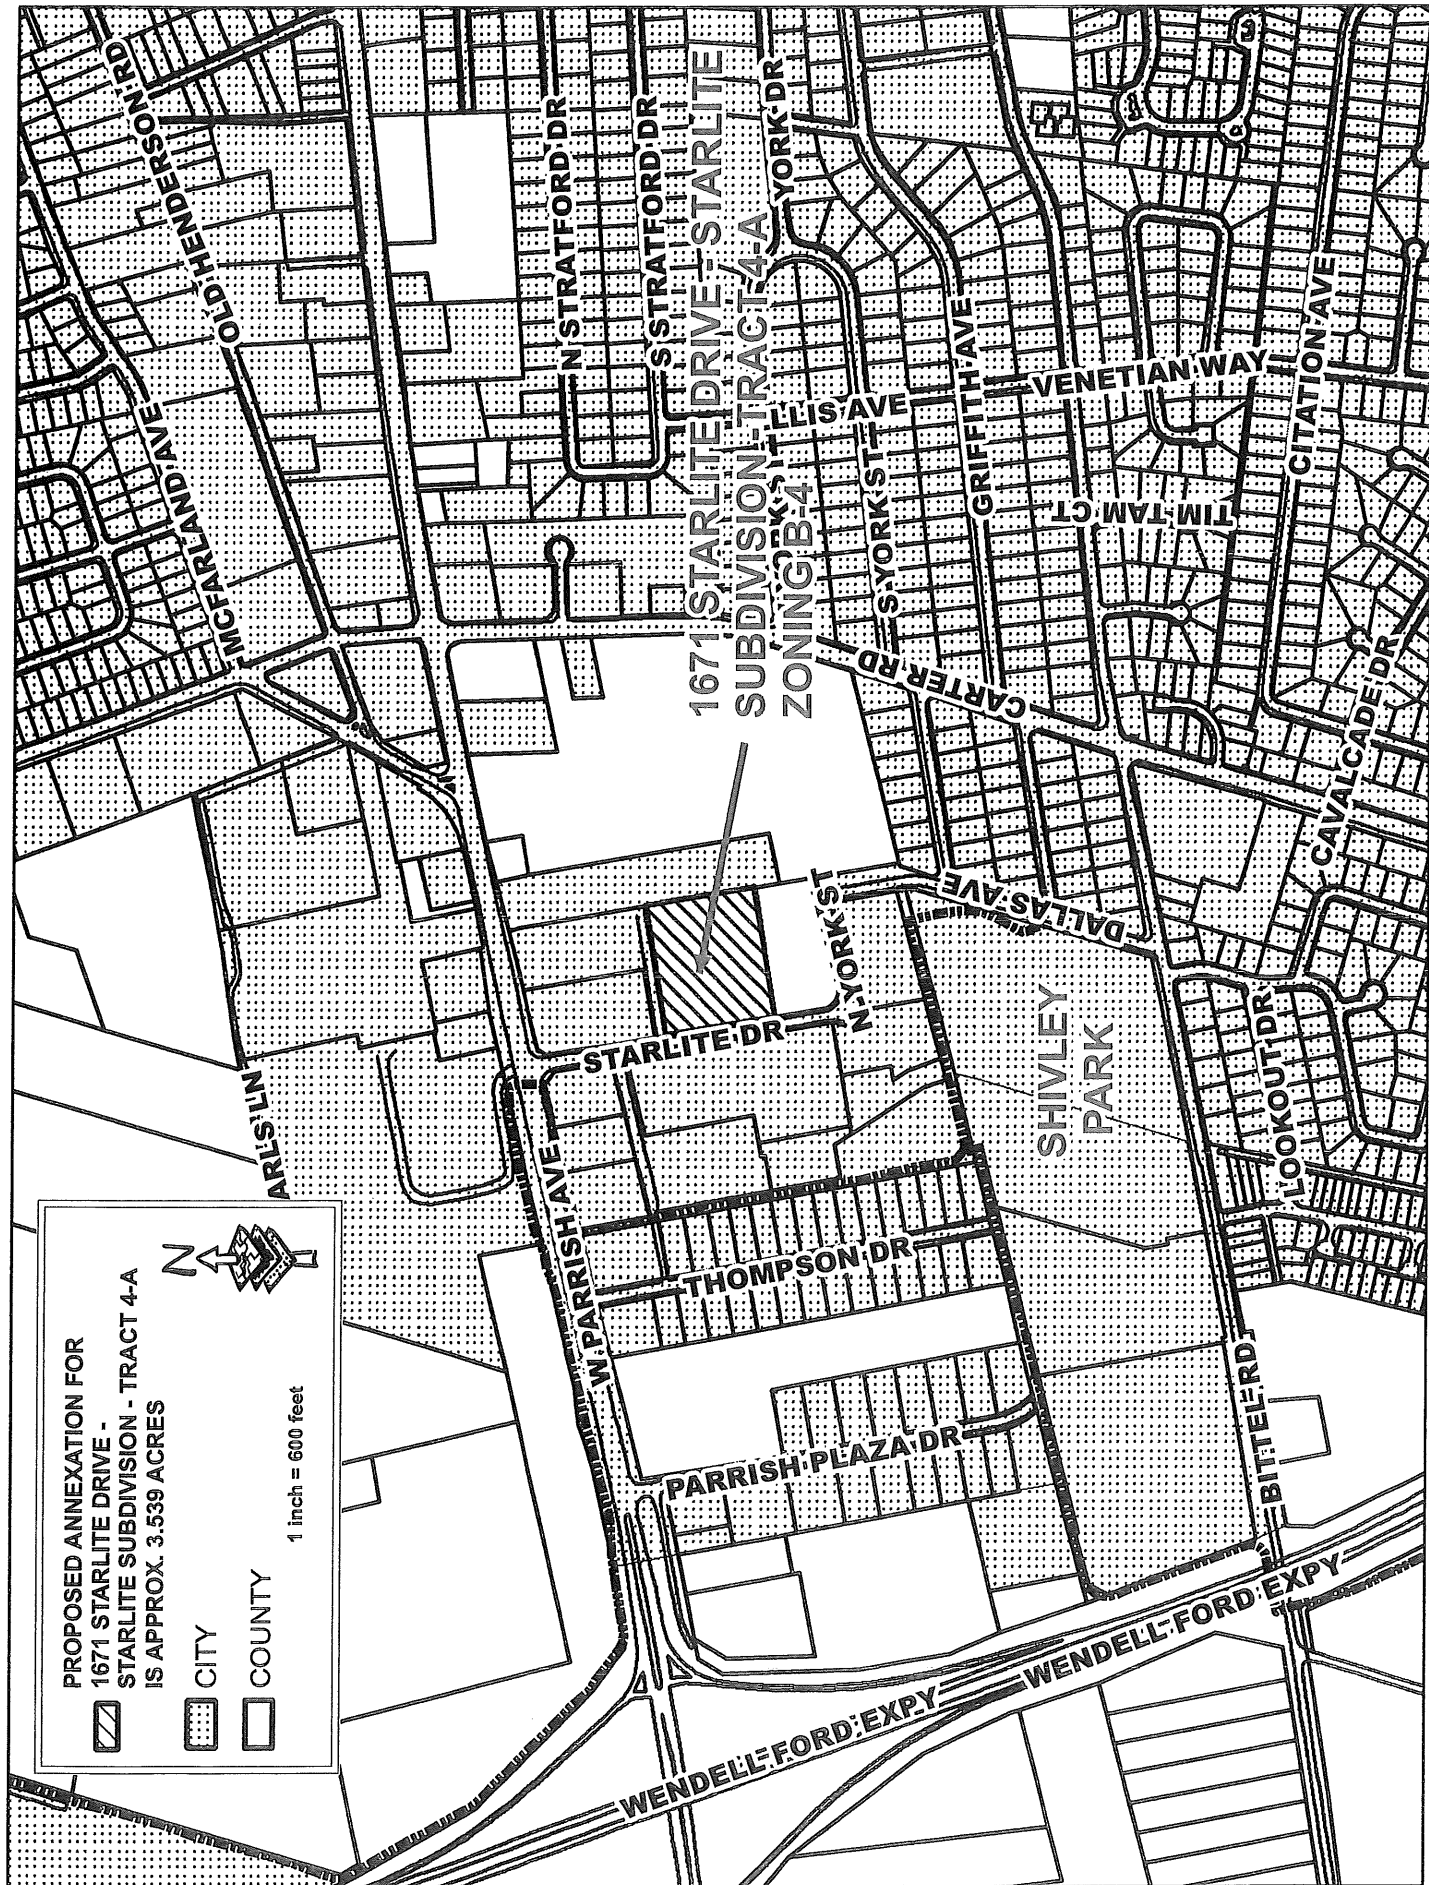 PROPOSED ANNEXATION FOR
1671 STARLITE DRIVE -
STARLITE SUBDIVISION - TRACT 4-A
IS APPROX. 3.539 ACRES
CITY
COUNTY
1 inch = 600 feet
N
MCFARLAND AVE
OLD HENDERSON RD
N STRATFORD DR
S STRATFORD DR
YORK DR
1671 STARLITE DRIVE - STARLITE
SUBDIVISION - TRACT 4-A
ZONING B-4
LLIS AVE
S YORK ST
GRIFFITH AVE
VENETIAN WAY
TIM TAM CT
CITATION AVE
CARTER RD
CAVALCADE DR
DALLAS AVE
N YORK ST
STARLITE DR
SHIVLEY
PARK
LOOKOUT DR
ARLS LN
W PARRISH AVE
THOMPSON DR
PARRISH PLAZA DR
BITTEL RD
WENDELL FORD EXPY
WENDELL FORD EXPY